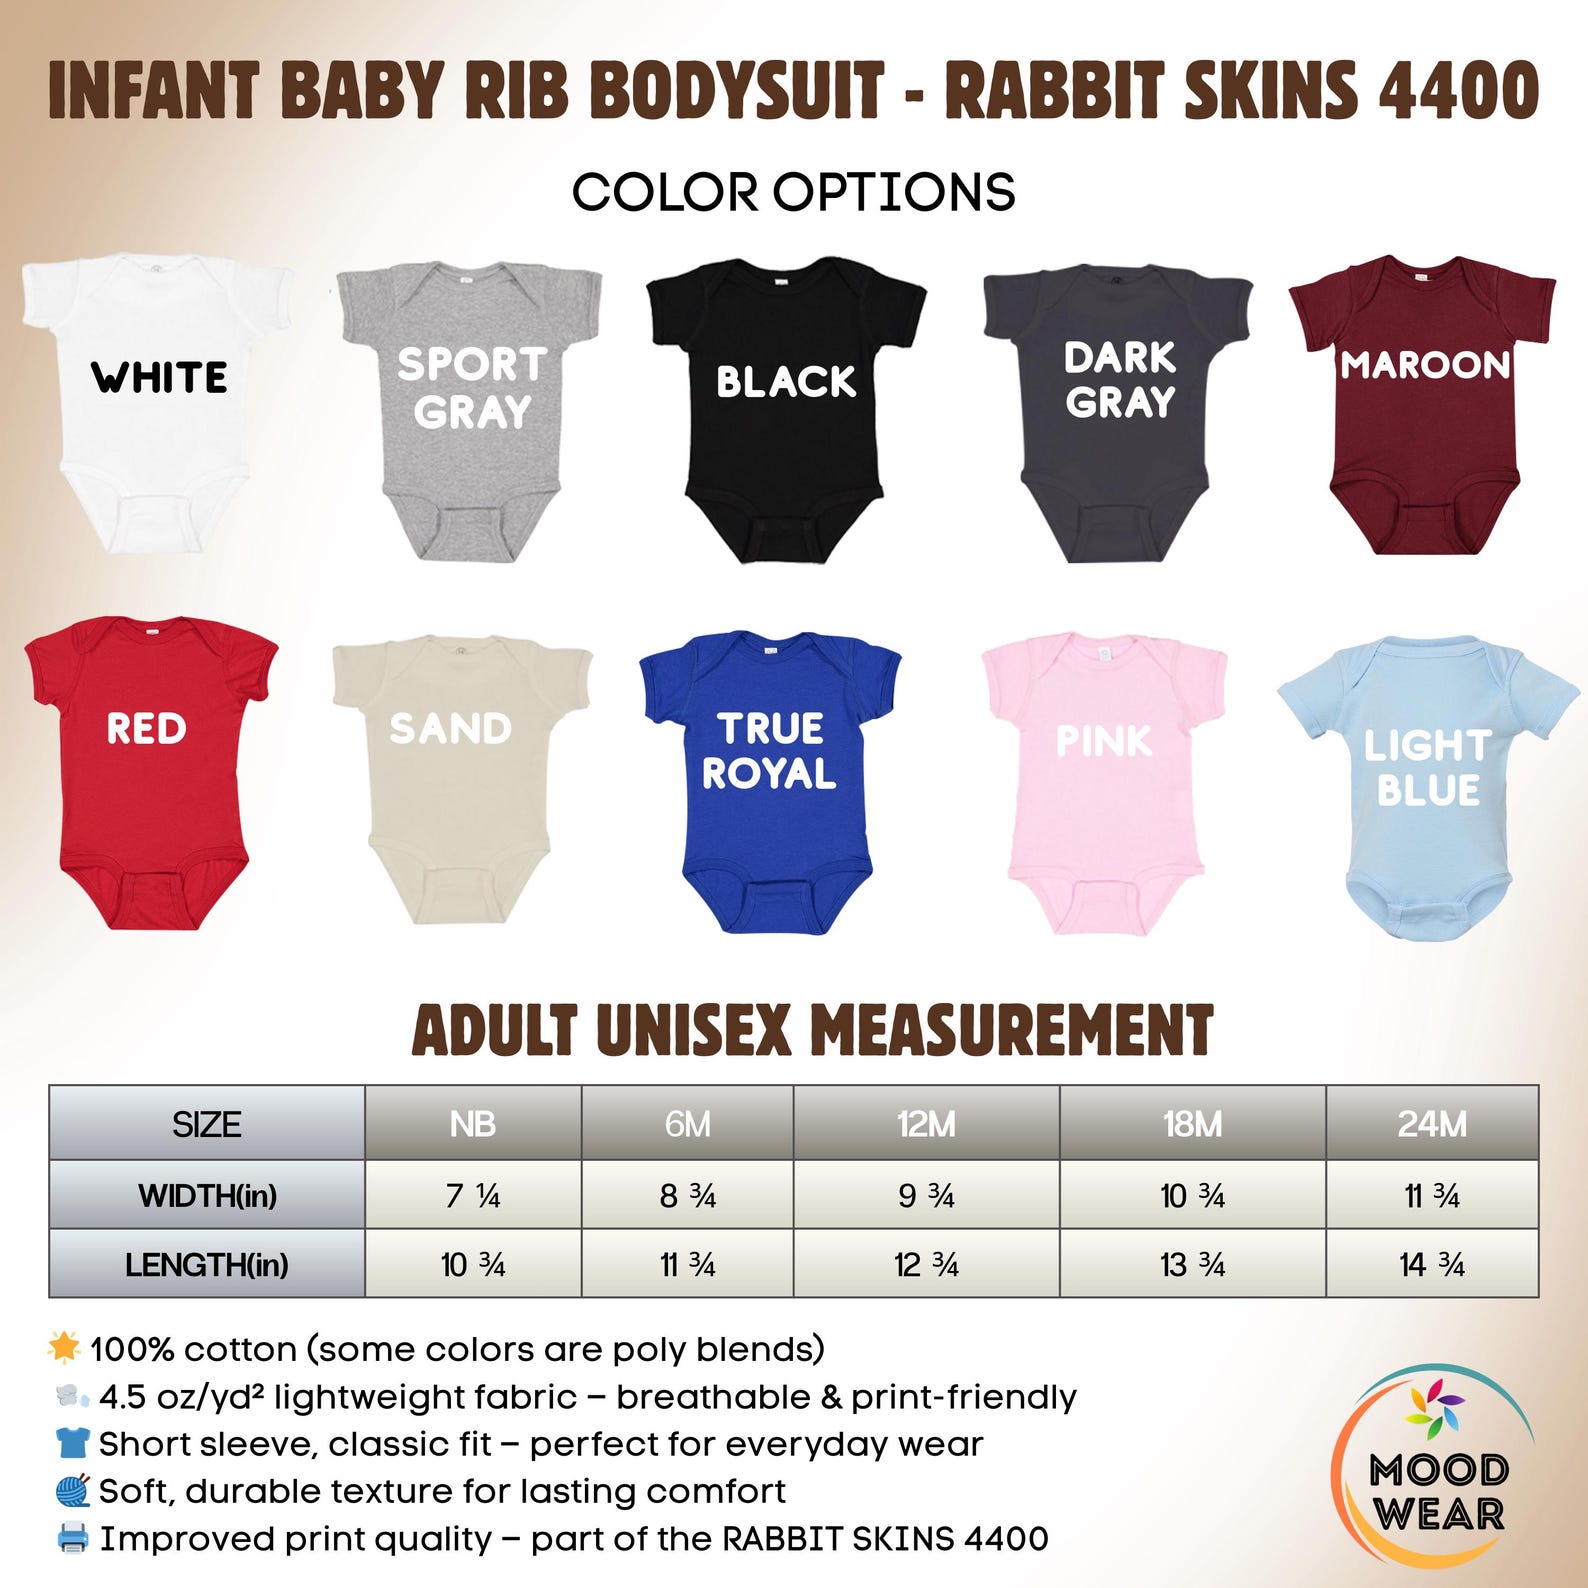 INFANT BABY RIB BODYSUIT - RABBIT SKINS 4400
COLOR OPTIONS
WHITE
SPORT
GRAY
BLACK
DARK
GRAY
MAROON
RED
SAND
TRUE
ROYAL
PINK
LIGHT
BLUE
ADULT UNISEX MEASUREMENT
SIZE NB 6M 12M 18M 24M
WIDTH(in) 7 ¼ 8 ¾ 9 ¾ 10 ¾ 11 ¾
LENGTH(in) 10 ¾ 11 ¾ 12 ¾ 13 ¾ 14 ¾
100% cotton (some colors are poly blends)
4.5 oz/yd² lightweight fabric – breathable & print-friendly
Short sleeve, classic fit – perfect for everyday wear
Soft, durable texture for lasting comfort
Improved print quality – part of the RABBIT SKINS 4400
MOOD
WEAR